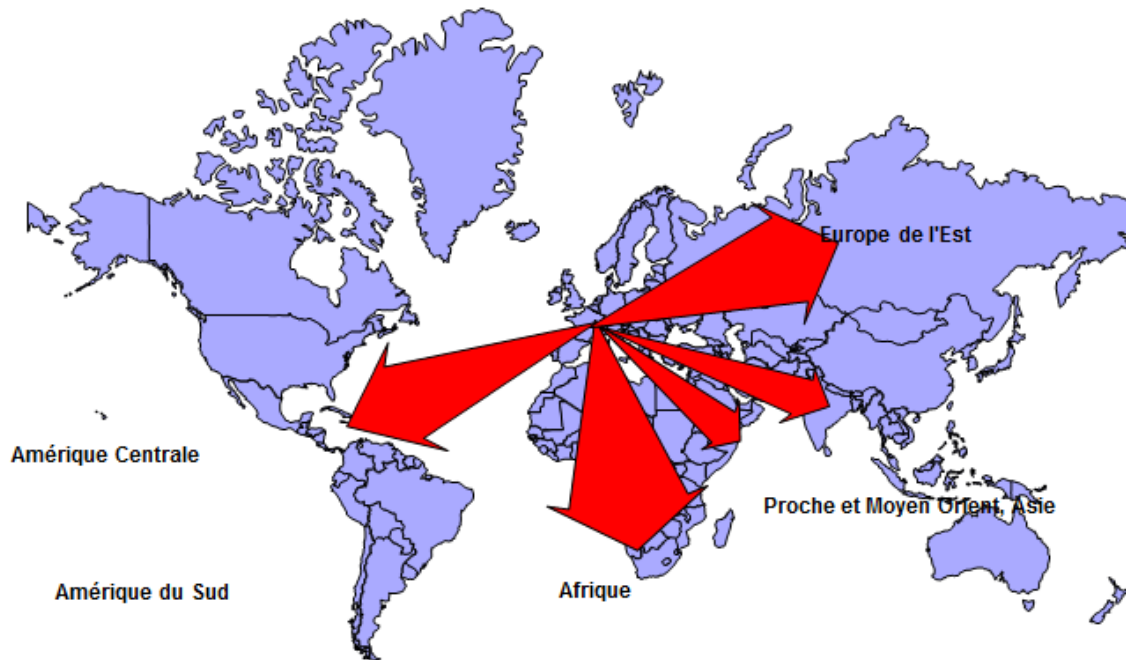 Europe de l'Est
Amérique Centrale
Proche et Moyen Orient, Asie
Amérique du Sud
Afrique